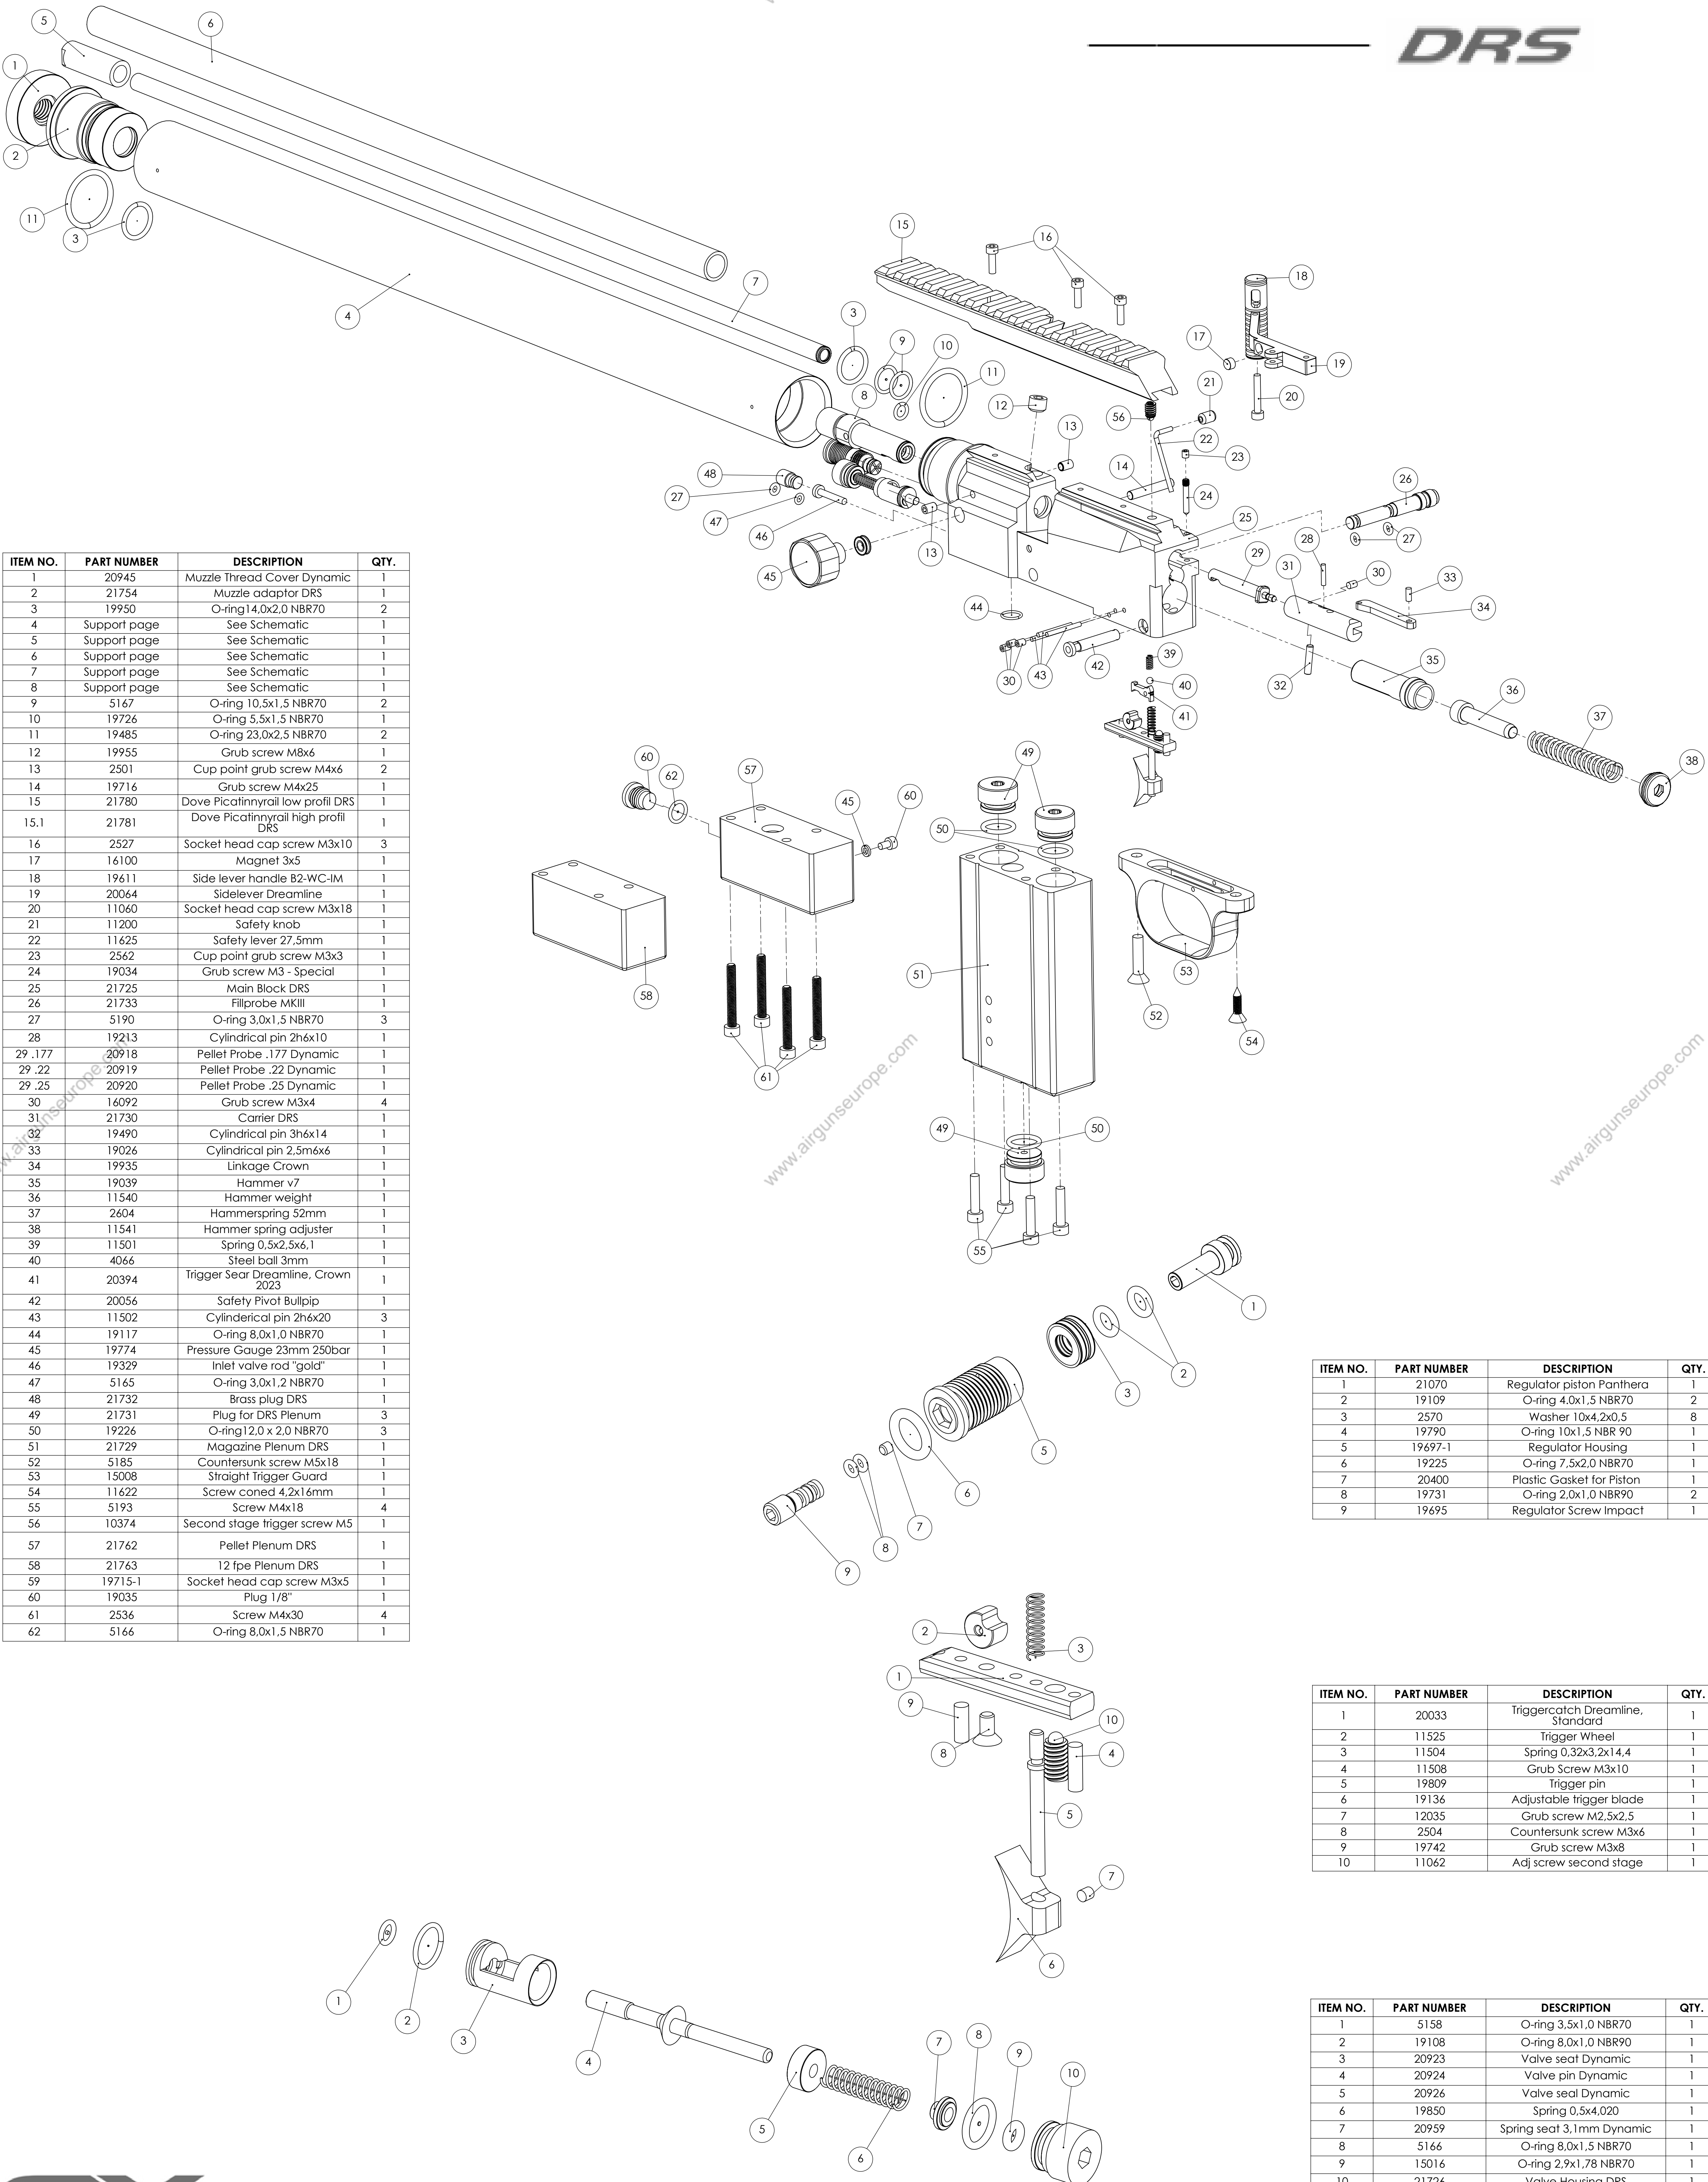 DRS
ITEM NO. PART NUMBER DESCRIPTION QTY.
1 20945 Muzzle Thread Cover Dynamic 1
2 21754 Muzzle adaptor DRS 1
3 19950 O-ring14,0x2,0 NBR70 2
4 Support page See Schematic 1
5 Support page See Schematic 1
6 Support page See Schematic 1
7 Support page See Schematic 1
8 Support page See Schematic 1
9 5167 O-ring 10,5x1,5 NBR70 2
10 19726 O-ring 5,5x1,5 NBR70 1
11 19485 O-ring 23,0x2,5 NBR70 2
12 19955 Grub screw M8x6 1
13 2501 Cup point grub screw M4x6 2
14 19716 Grub screw M4x25 1
15 21780 Dove Picatinnyrail low profil DRS 1
15.1 21781 Dove Picatinnyrail high profil DRS 1
16 2527 Socket head cap screw M3x10 3
17 16100 Magnet 3x5 1
18 19611 Side lever handle B2-WC-IM 1
19 20064 Sidelever Dreamline 1
20 11060 Socket head cap screw M3x18 1
21 11200 Safety knob 1
22 11625 Safety lever 27,5mm 1
23 2562 Cup point grub screw M3x3 1
24 19034 Grub screw M3 - Special 1
25 21725 Main Block DRS 1
26 21733 Fillprobe MKIII 1
27 5190 O-ring 3,0x1,5 NBR70 3
28 19213 Cylindrical pin 2h6x10 1
29 .177 20918 Pellet Probe .177 Dynamic 1
29 .22 20919 Pellet Probe .22 Dynamic 1
29 .25 20920 Pellet Probe .25 Dynamic 1
30 16092 Grub screw M3x4 4
31 21730 Carrier DRS 1
32 19490 Cylindrical pin 3h6x14 1
33 19026 Cylindrical pin 2,5m6x6 1
34 19935 Linkage Crown 1
35 19039 Hammer v7 1
36 11540 Hammer weight 1
37 2604 Hammerspring 52mm 1
38 11541 Hammer spring adjuster 1
39 11501 Spring 0,5x2,5x6,1 1
40 4066 Steel ball 3mm 1
41 20394 Trigger Sear Dreamline, Crown 2023 1
42 20056 Safety Pivot Bullpip 1
43 11502 Cylinderical pin 2h6x20 3
44 19117 O-ring 8,0x1,0 NBR70 1
45 19774 Pressure Gauge 23mm 250bar 1
46 19329 Inlet valve rod "gold" 1
47 5165 O-ring 3,0x1,2 NBR70 1
48 21732 Brass plug DRS 1
49 21731 Plug for DRS Plenum 3
50 19226 O-ring12,0 x 2,0 NBR70 3
51 21729 Magazine Plenum DRS 1
52 5185 Countersunk screw M5x18 1
53 15008 Straight Trigger Guard 1
54 11622 Screw coned 4,2x16mm 1
55 5193 Screw M4x18 4
56 10374 Second stage trigger screw M5 1
57 21762 Pellet Plenum DRS 1
58 21763 12 fpe Plenum DRS 1
59 19715-1 Socket head cap screw M3x5 1
60 19035 Plug 1/8" 1
61 2536 Screw M4x30 4
62 5166 O-ring 8,0x1,5 NBR70 1
www.airgunseurope.com
www.airgunseurope.com
ITEM NO. PART NUMBER DESCRIPTION QTY.
1 21070 Regulator piston Panthera 1
2 19109 O-ring 4.0x1,5 NBR70 2
3 2570 Washer 10x4,2x0,5 8
4 19790 O-ring 10x1,5 NBR 90 1
5 19697-1 Regulator Housing 1
6 19225 O-ring 7,5x2,0 NBR70 1
7 20400 Plastic Gasket for Piston 1
8 19731 O-ring 2,0x1,0 NBR90 2
9 19695 Regulator Screw Impact 1
ITEM NO. PART NUMBER DESCRIPTION QTY.
1 20033 Triggercatch Dreamline, Standard 1
2 11525 Trigger Wheel 1
3 11504 Spring 0,32x3,2x14,4 1
4 11508 Grub Screw M3x10 1
5 19809 Trigger pin 1
6 19136 Adjustable trigger blade 1
7 12035 Grub screw M2,5x2,5 1
8 2504 Countersunk screw M3x6 1
9 19742 Grub screw M3x8 1
10 11062 Adj screw second stage 1
ITEM NO. PART NUMBER DESCRIPTION QTY.
1 5158 O-ring 3,5x1,0 NBR70 1
2 19108 O-ring 8,0x1,0 NBR90 1
3 20923 Valve seat Dynamic 1
4 20924 Valve pin Dynamic 1
5 20926 Valve seal Dynamic 1
6 19850 Spring 0,5x4,020 1
7 20959 Spring seat 3,1mm Dynamic 1
8 5166 O-ring 8,0x1,5 NBR70 1
9 15016 O-ring 2,9x1,78 NBR70 1
10 21726 Valve Housing DRS 1